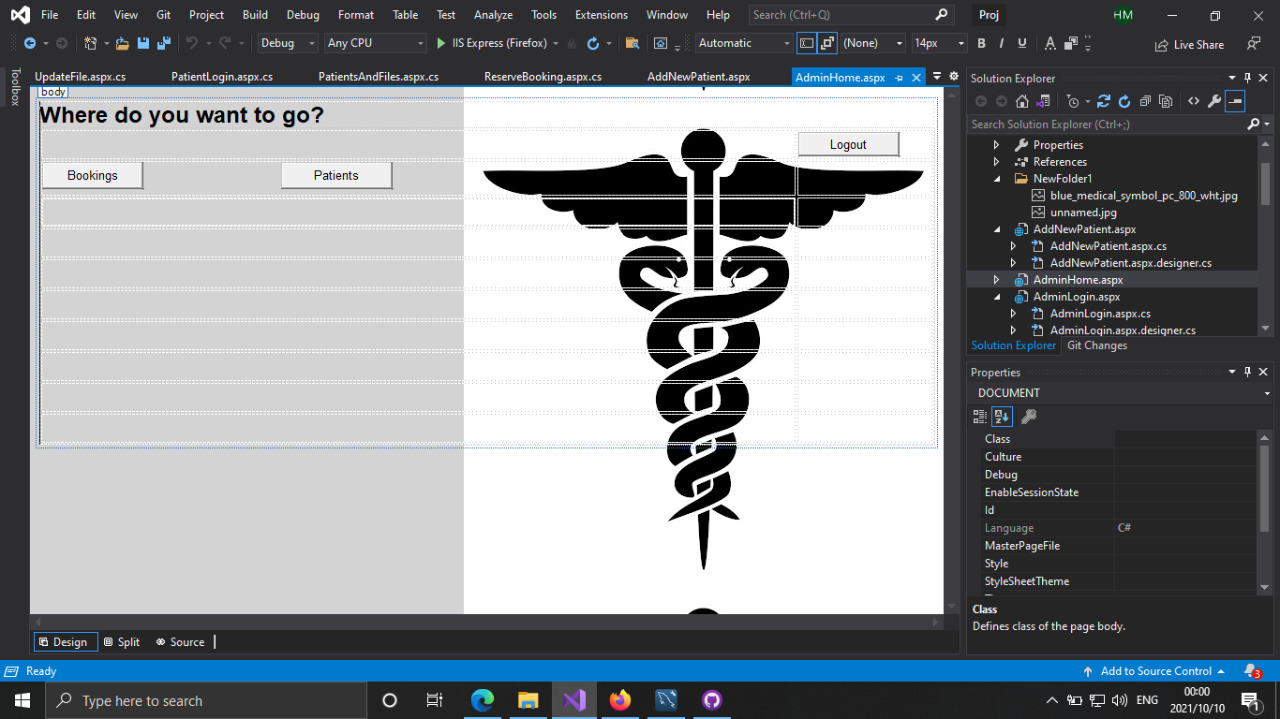 File Edit View Git Project Build Debug Format Table Test Analyze Tools Extensions Window Help Search (Ctrl+Q) Proj HM
Debug Any CPU IIS Express (Firefox) Automatic (None) 14px B I U A Live Share
Toolbox
UpdateFile.aspx.cs PatientLogin.aspx.cs PatientsAndFiles.aspx.cs ReserveBooking.aspx.cs AddNewPatient.aspx AdminHome.aspx
body
Where do you want to go?
Logout
Bookings Patients
Design Split Source
Solution Explorer
Search Solution Explorer (Ctrl+;)
Properties
References
NewFolder1
blue_medical_symbol_pc_800_wht.jpg
unnamed.jpg
AddNewPatient.aspx
AddNewPatient.aspx.cs
AddNewPatient.aspx.designer.cs
AdminHome.aspx
AdminLogin.aspx
AdminLogin.aspx.cs
AdminLogin.aspx.designer.cs
Solution Explorer Git Changes
Properties
DOCUMENT
Class
Culture
Debug
EnableSessionState
Id
Language C#
MasterPageFile
Style
StyleSheetTheme
Class
Defines class of the page body.
Ready Add to Source Control 3
Type here to search ENG 00:00
2021/10/10 1